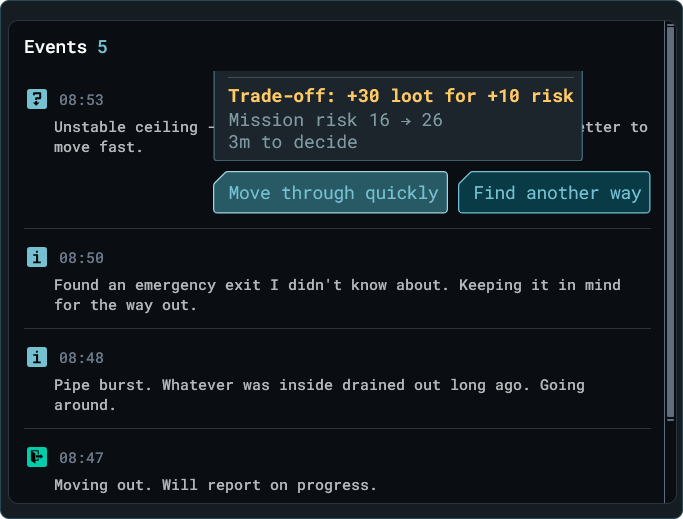 Events 5
08:53
Trade-off: +30 loot for +10 risk
Mission risk 16 → 26
3m to decide
Unstable ceiling to
move fast.
Move through quickly
Find another way
08:50
Found an emergency exit I didn't know about. Keeping it in mind
for the way out.
08:48
Pipe burst. Whatever was inside drained out long ago. Going
around.
08:47
Moving out. Will report on progress.